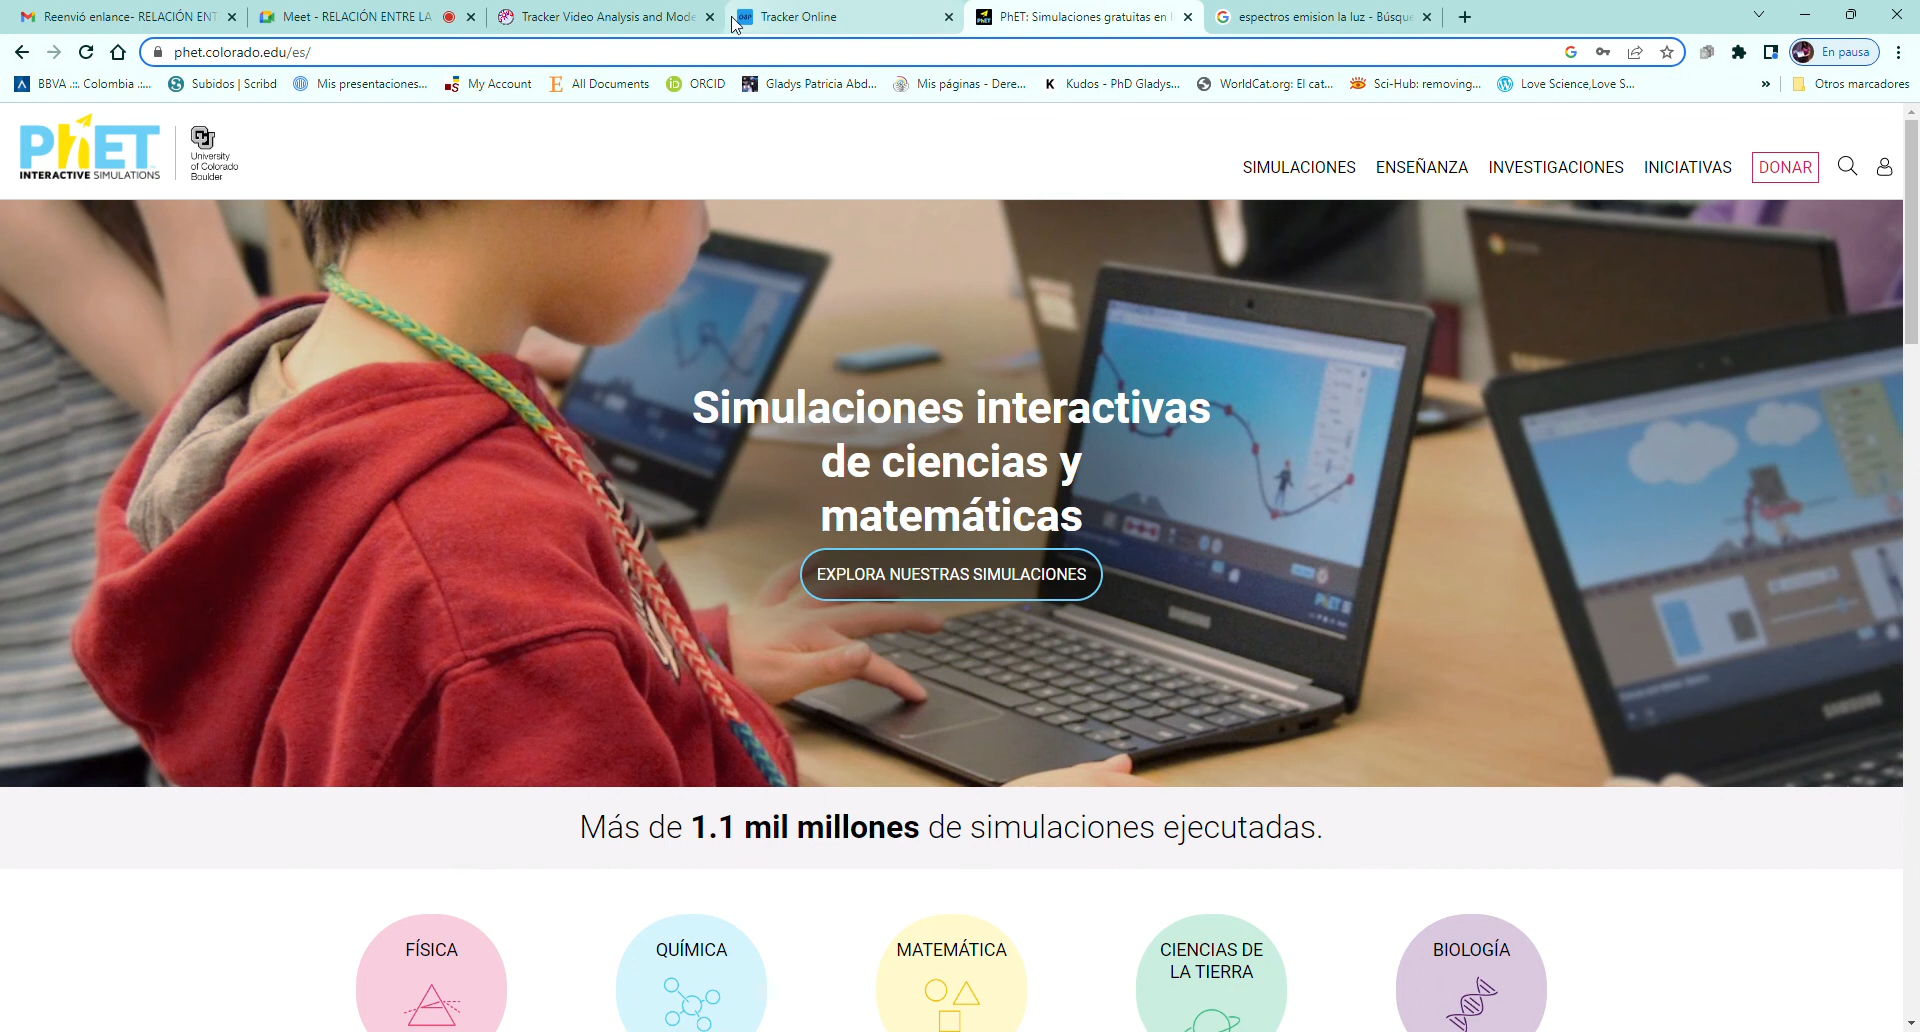 Reenvió enlance- RELACIÓN ENT
Meet - RELACIÓN ENTRE LA
Tracker Video Analysis and Mode
Tracker Online
PhET: Simulaciones gratuitas en
espectros emision la luz - Búsque
phet.colorado.edu/es/
En pausa
BBVA .:: Colombia .:...
Subidos | Scribd
Mis presentaciones...
My Account
All Documents
ORCID
Gladys Patricia Abd...
Mis páginas - Dere...
Kudos - PhD Gladys...
WorldCat.org: El cat...
Sci-Hub: removing...
Love Science,Love S...
»
Otros marcadores
PhET
INTERACTIVE SIMULATIONS
CU
University
of Colorado
Boulder
SIMULACIONES
ENSEÑANZA
INVESTIGACIONES
INICIATIVAS
DONAR
Simulaciones interactivas
de ciencias y
matemáticas
EXPLORA NUESTRAS SIMULACIONES
SAMSUNG
Más de 1.1 mil millones de simulaciones ejecutadas.
FÍSICA
QUÍMICA
MATEMÁTICA
CIENCIAS DE
LA TIERRA
BIOLOGÍA